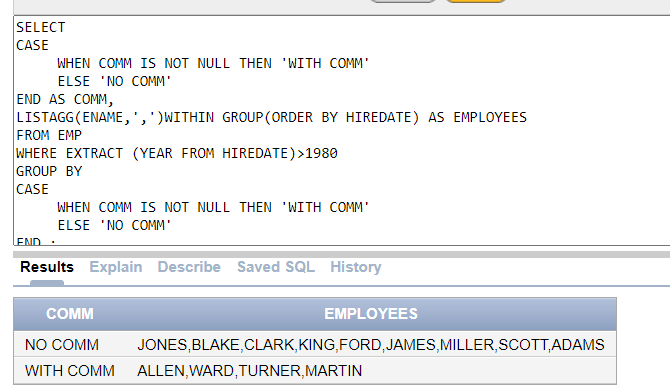 SELECT
CASE
WHEN COMM IS NOT NULL THEN 'WITH COMM'
ELSE 'NO COMM'
END AS COMM,
LISTAGG(ENAME,',')WITHIN GROUP(ORDER BY HIREDATE) AS EMPLOYEES
FROM EMP
WHERE EXTRACT (YEAR FROM HIREDATE)>1980
GROUP BY
CASE
WHEN COMM IS NOT NULL THEN 'WITH COMM'
ELSE 'NO COMM'
END ;
Results Explain Describe Saved SQL History
COMM EMPLOYEES
NO COMM JONES,BLAKE,CLARK,KING,FORD,JAMES,MILLER,SCOTT,ADAMS
WITH COMM ALLEN,WARD,TURNER,MARTIN